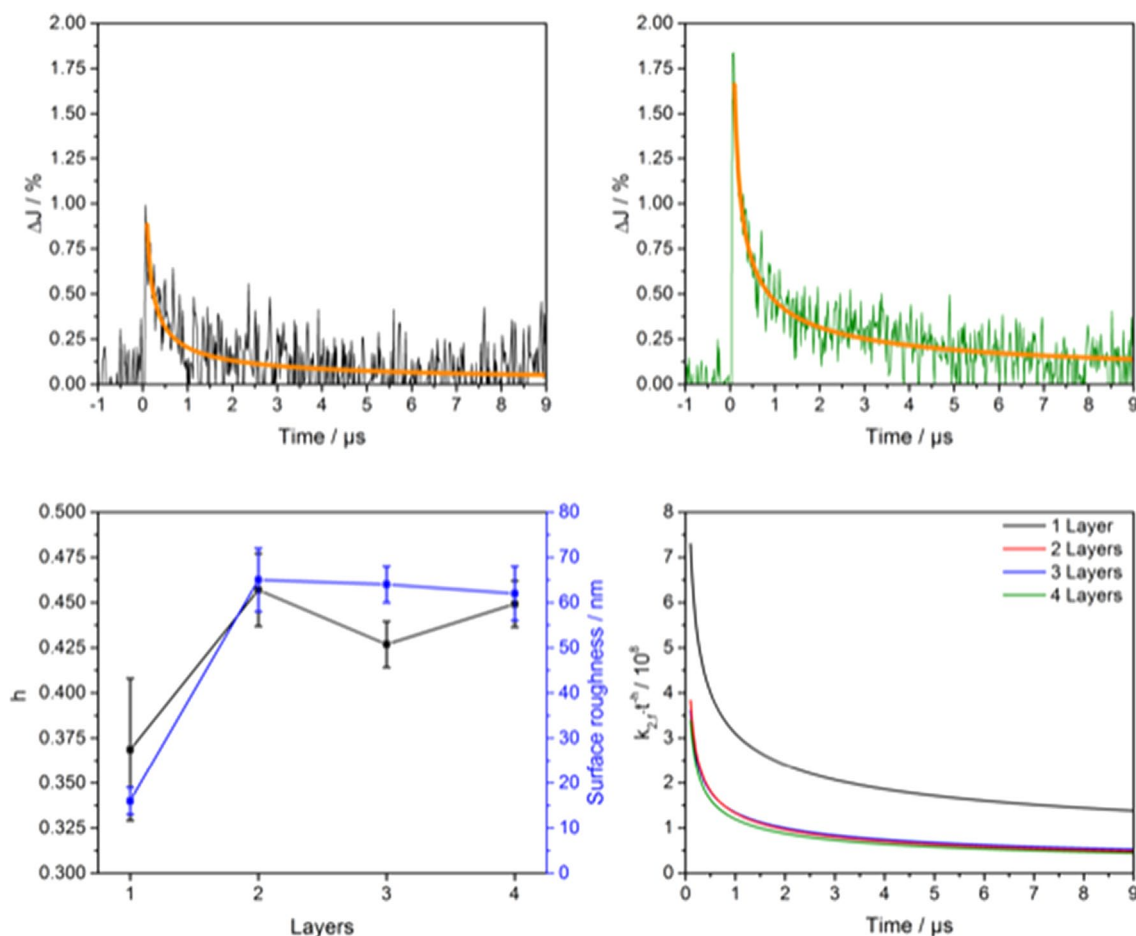 2.00
1.75
1.50
1.25
1.00
0.75
0.50
0.25
0.00
ΔJ / %
-1 0 1 2 3 4 5 6 7 8 9
Time / µs
2.00
1.75
1.50
1.25
1.00
0.75
0.50
0.25
0.00
ΔJ / %
-1 0 1 2 3 4 5 6 7 8 9
Time / µs
0.500
0.475
0.450
0.425
0.400
0.375
0.350
0.325
0.300
h
1 2 3 4
Layers
80
70
60
50
40
30
20
10
0
Surface roughness / nm
8
7
6
5
4
3
2
1
0
k2,f·t-h / 108
1 Layer
2 Layers
3 Layers
4 Layers
0 1 2 3 4 5 6 7 8 9
Time / µs